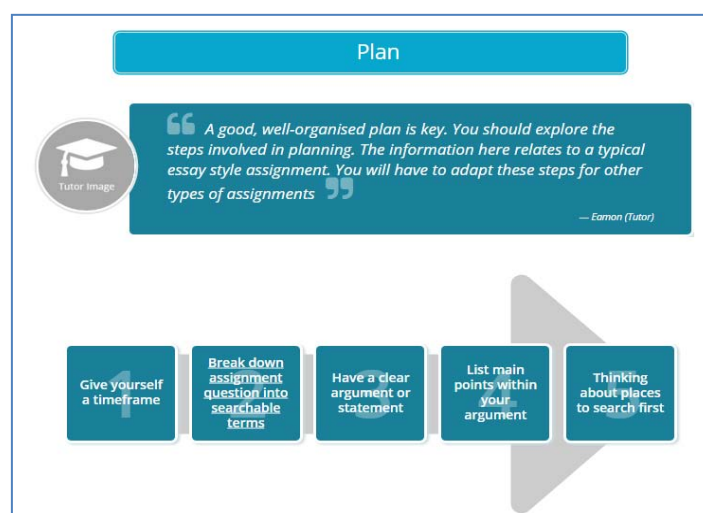 Plan
“ A good, well-organised plan is key. You should explore the
steps involved in planning. The information here relates to a typical
essay style assignment. You will have to adapt these steps for other
types of assignments ”
Tutor Image
— Eamon (Tutor)
1
Give yourself
a timeframe
2
Break down
assignment
question into
searchable
terms
3
Have a clear
argument or
statement
4
List main
points within
your
argument
5
Thinking
about places
to search first